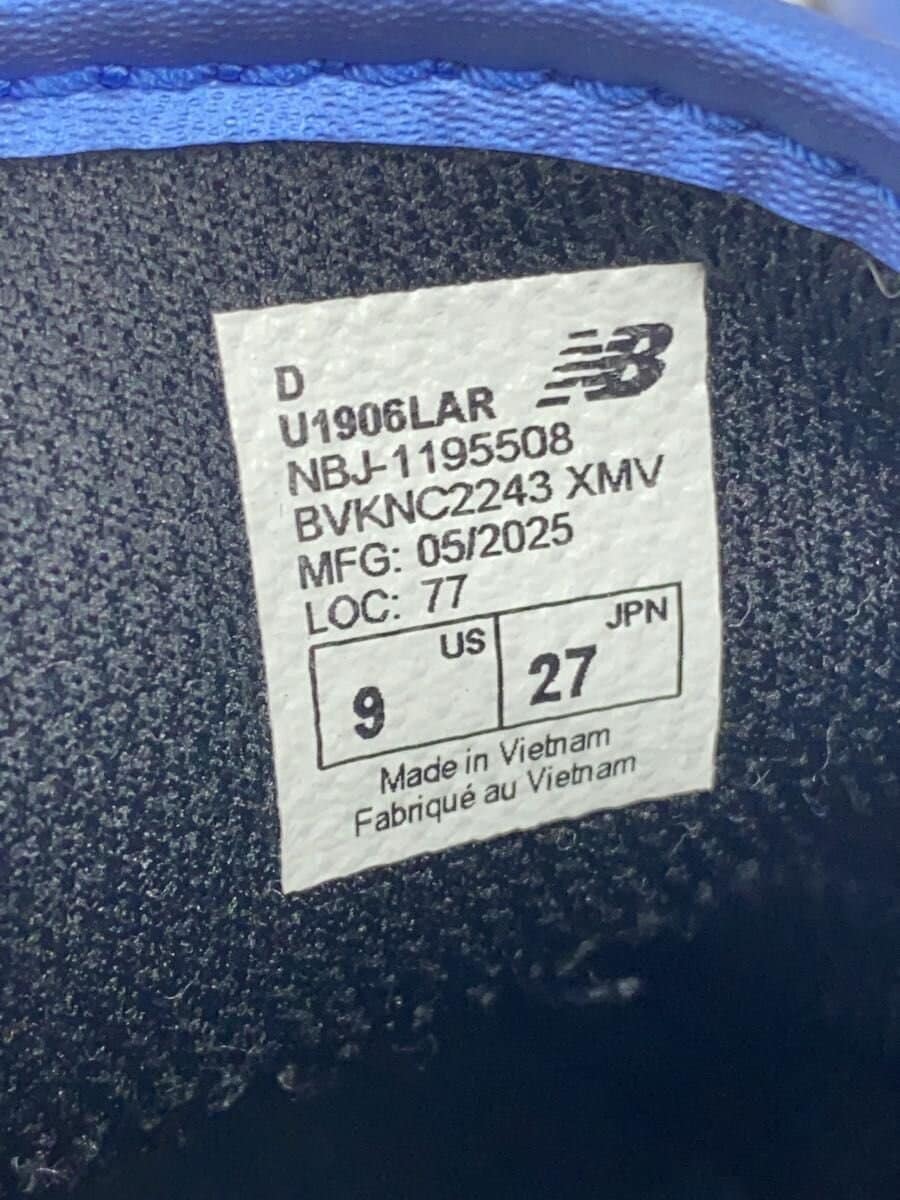 D
U1906LAR
NBJ-1195508
BVKNC2243 XMV
MFG: 05/2025
LOC: 77
US JPN
9 27
Made in Vietnam
Fabriqué au Vietnam